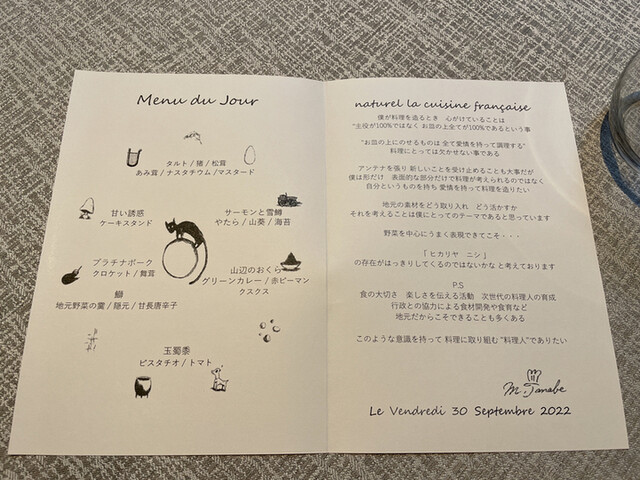 Menu du Jour
タルト / 猪 / 松茸
あみ茸 / ナスタチウム / マスタード
甘い誘惑
ケーキスタンド
サーモンと雪鱒
やたら / 山葵 / 海苔
プラチナポーク
クロケット / 舞茸
山辺のおくら
グリーンカレー / 赤ピーマン
クスクス
鰤
地元野菜の羹 / 隠元 / 甘長唐辛子
玉蜀黍
ピスタチオ / トマト
naturel la cuisine française
僕が料理を造るとき 心がけていることは
"主役が100%ではなく お皿の上全てが100%であるという事
"お皿の上にのせるものは 全て愛情を持って調理する"
料理にとっては欠かせない事である
アンテナを張り 新しいことを受け止めることも大事だが
僕は形だけ 表面的な部分だけで料理が考えられるのではなく
自分というものを持ち 愛情を持って料理を造りたい
地元の素材をどう取り入れ どう活かすか
それを考えることは僕にとってのテーマであると思っています
野菜を中心にうまく表現できてこそ・・・
「 ヒカリヤ ニシ 」
の存在がはっきりしてくるのではないかな と考えております
P.S
食の大切さ 楽しさを伝える活動 次世代の料理人の育成
行政との協力による食材開発や食育など
地元だからこそできることも多くある
このような意識を持って 料理に取り組む "料理人"でありたい
M. Tanabe
Le Vendredi 30 Septembre 2022